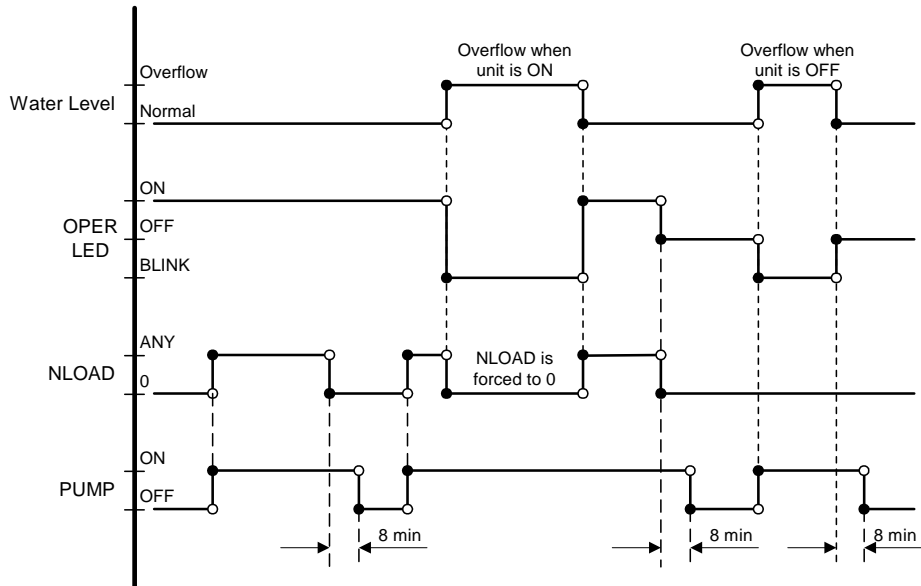 Overflow when
unit is ON
Overflow when
unit is OFF
Water Level
Overflow
Normal
OPER
LED
ON
OFF
BLINK
NLOAD
ANY
0
NLOAD is
forced to 0
PUMP
ON
OFF
8 min
8 min
8 min